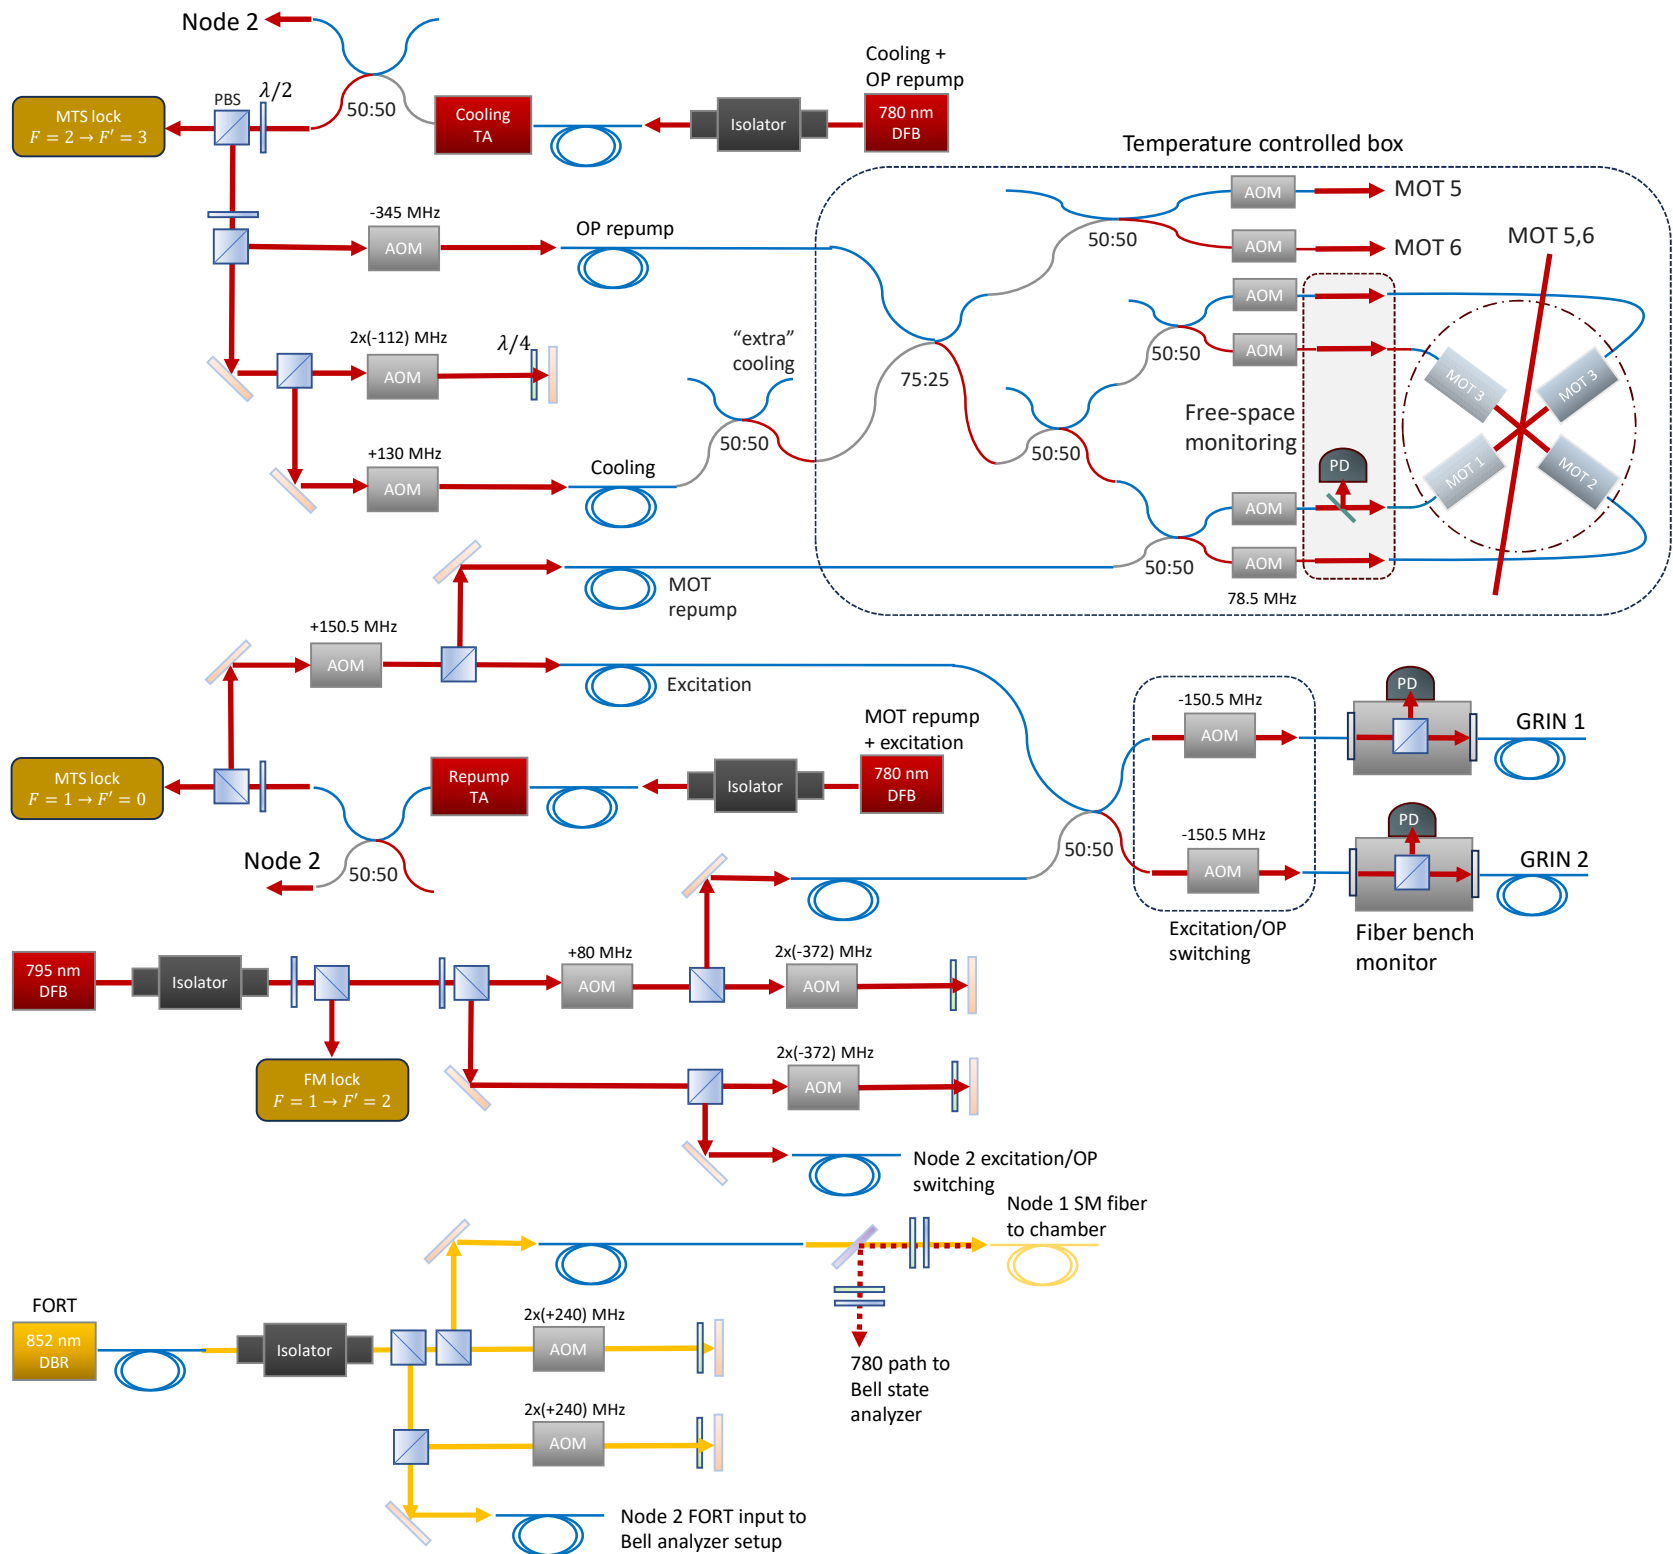 Node 2
MTS lock
F = 2 → F′ = 3
PBS
λ/2
50:50
Cooling
TA
Isolator
Cooling +
OP repump
780 nm
DFB
Temperature controlled box
-345 MHz
AOM
OP repump
2x(-112) MHz
AOM
λ/4
"extra"
cooling
50:50
+130 MHz
AOM
Cooling
75:25
50:50
AOM
MOT 5
AOM
MOT 6
MOT 5,6
AOM
AOM
50:50
50:50
Free-space
monitoring
PD
MOT 3
MOT 3
MOT 1
MOT 2
AOM
AOM
50:50
78.5 MHz
MOT
repump
+150.5 MHz
AOM
Excitation
MTS lock
F = 1 → F′ = 0
Node 2
50:50
Repump
TA
Isolator
MOT repump
+ excitation
780 nm
DFB
50:50
-150.5 MHz
AOM
-150.5 MHz
AOM
Excitation/OP
switching
PD
GRIN 1
PD
GRIN 2
Fiber bench
monitor
795 nm
DFB
Isolator
FM lock
F = 1 → F′ = 2
+80 MHz
AOM
2x(-372) MHz
AOM
2x(-372) MHz
AOM
Node 2 excitation/OP
switching
Node 1 SM fiber
to chamber
FORT
852 nm
DBR
Isolator
2x(+240) MHz
AOM
2x(+240) MHz
AOM
780 path to
Bell state
analyzer
Node 2 FORT input to
Bell analyzer setup